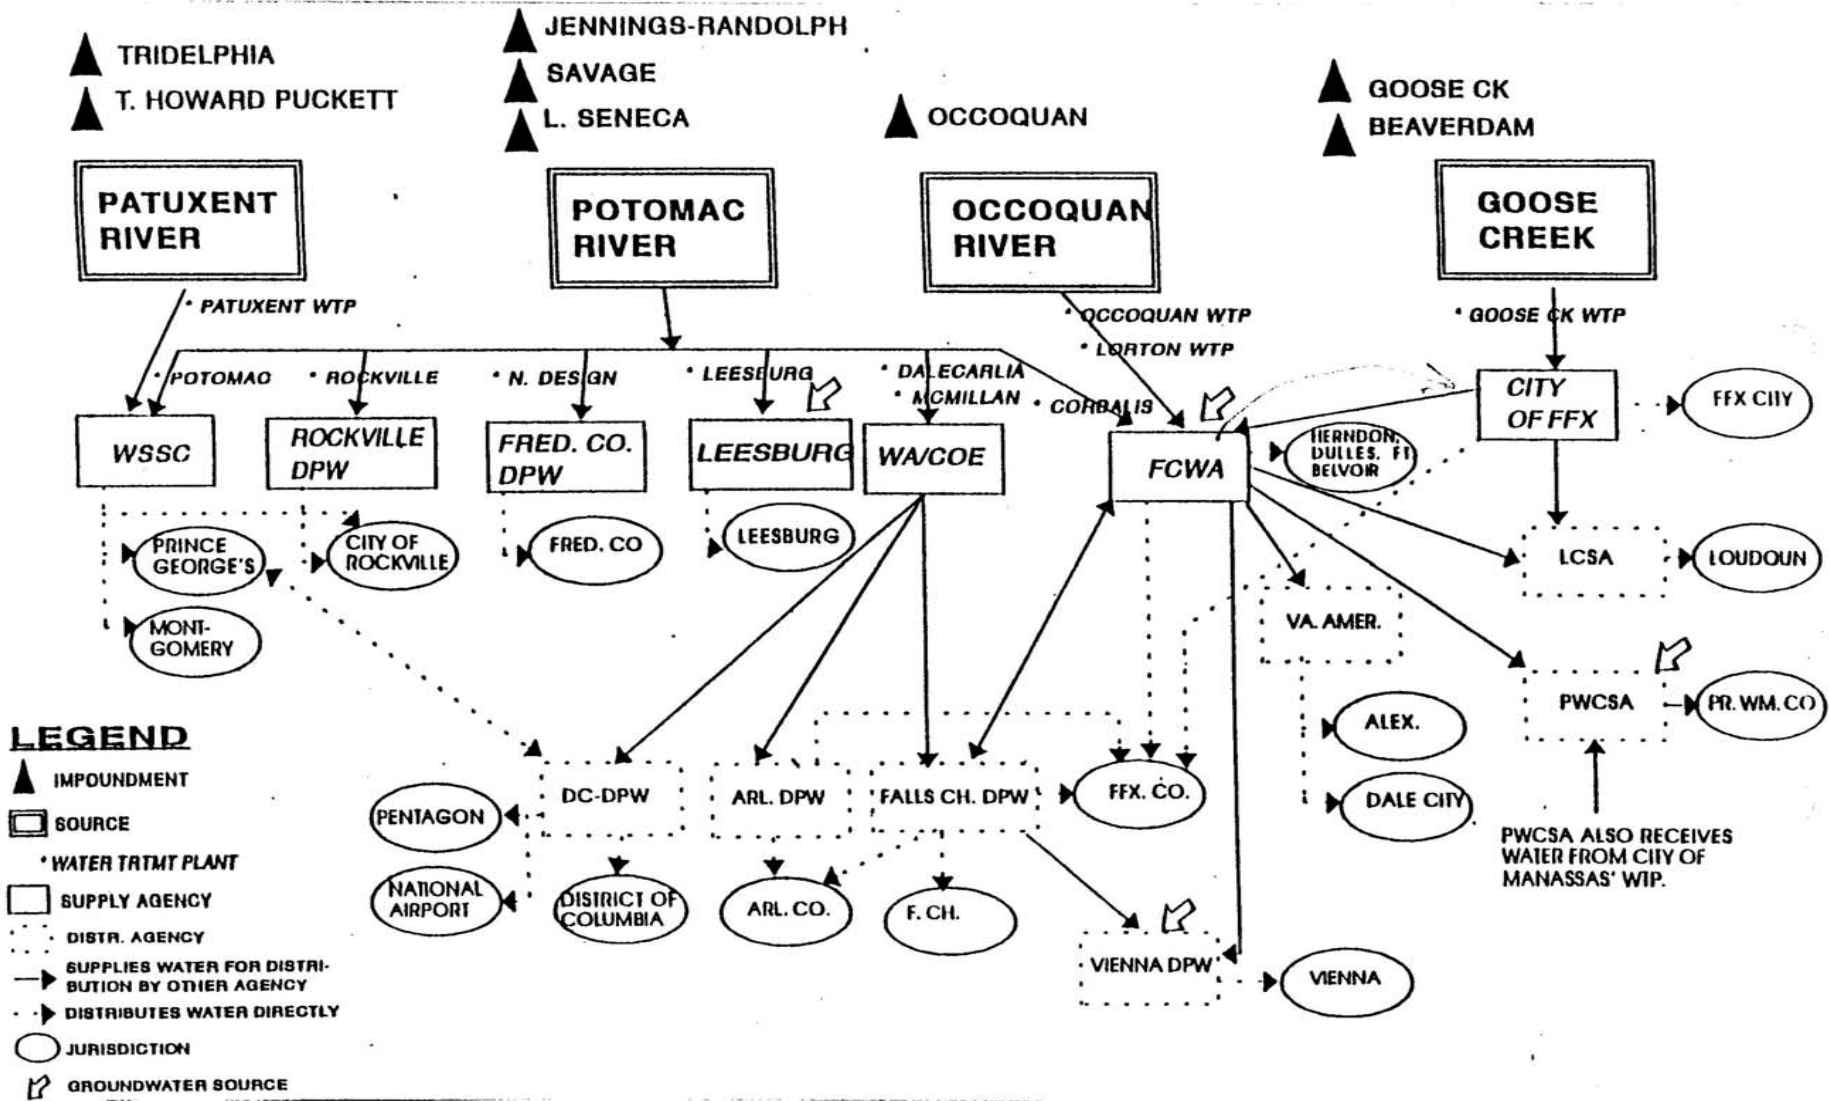 TRIDELPHIA
T. HOWARD PUCKETT
JENNINGS-RANDOLPH
SAVAGE
L. SENECA
OCCOQUAN
GOOSE CK
BEAVERDAM
PATUXENT
RIVER
POTOMAC
RIVER
OCCOQUAN
RIVER
GOOSE
CREEK
* PATUXENT WTP
* OCCOQUAN WTP
* LORTON WTP
* GOOSE CK WTP
* POTOMAC
* ROCKVILLE
* N. DESIGN
* LEESBURG
* DALECARLIA
* MCMILLAN
* CORBALIS
WSSC
ROCKVILLE
DPW
FRED. CO.
DPW
LEESBURG
WA/COE
FCWA
CITY
OF FFX
FFX CITY
HERNDON,
DULLES, FT
BELVOIR
PRINCE
GEORGE'S
CITY OF
ROCKVILLE
FRED. CO
LEESBURG
LCSA
LOUDOUN
MONT-
GOMERY
VA. AMER.
PWCSA
PR. WM. CO
ALEX.
DALE CITY
DC-DPW
ARL. DPW
FALLS CH. DPW
FFX. CO.
PENTAGON
NATIONAL
AIRPORT
DISTRICT OF
COLUMBIA
ARL. CO.
F. CH.
VIENNA DPW
VIENNA
PWCSA ALSO RECEIVES
WATER FROM CITY OF
MANASSAS' WTP.
LEGEND
IMPOUNDMENT
SOURCE
* WATER TRTMT PLANT
SUPPLY AGENCY
DISTR. AGENCY
SUPPLIES WATER FOR DISTRI-
BUTION BY OTHER AGENCY
DISTRIBUTES WATER DIRECTLY
JURISDICTION
GROUNDWATER SOURCE